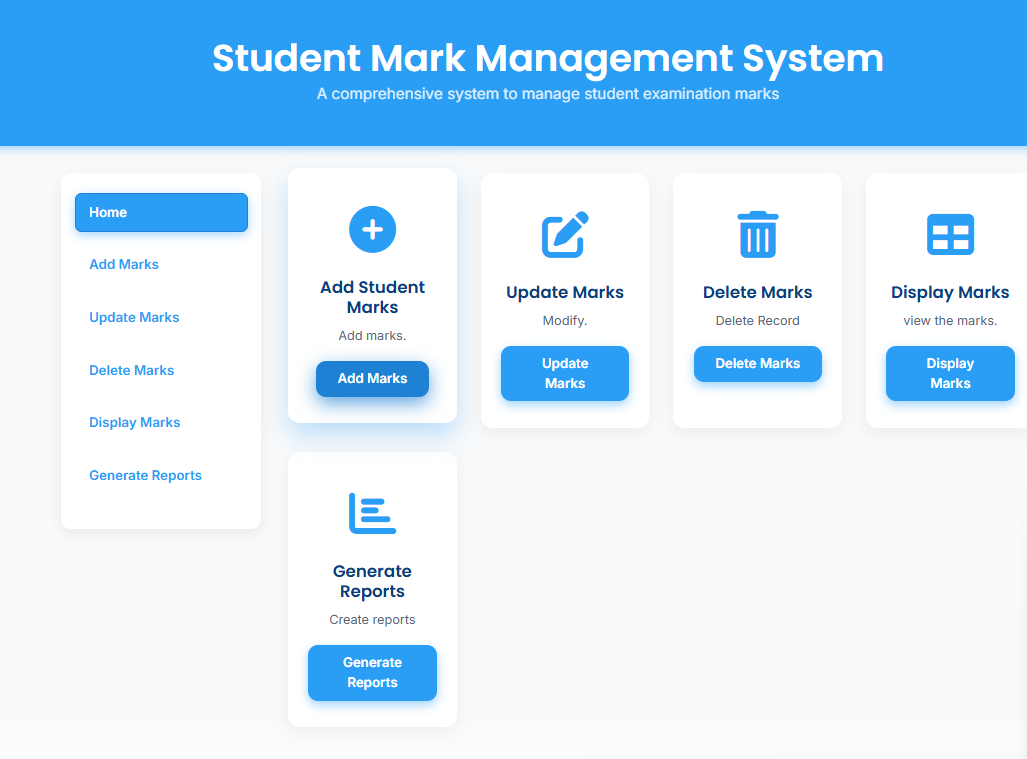 Student Mark Management System
A comprehensive system to manage student examination marks
Home
Add Marks
Update Marks
Delete Marks
Display Marks
Generate Reports
Add Student
Marks
Add marks.
Add Marks
Update Marks
Modify.
Update
Marks
Delete Marks
Delete Record
Delete Marks
Display Marks
view the marks.
Display
Marks
Generate
Reports
Create reports
Generate
Reports